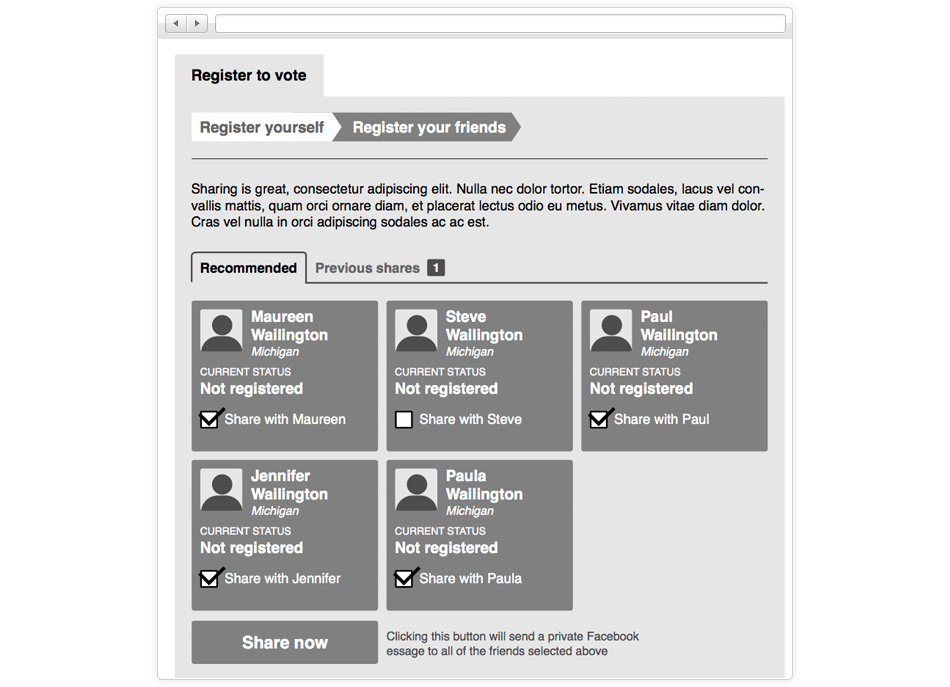 Register to vote
Register yourself
Register your friends
Sharing is great, consectetur adipiscing elit. Nulla nec dolor tortor. Etiam sodales, lacus vel con-
vallis mattis, quam orci ornare diam, et placerat lectus odio eu metus. Vivamus vitae diam dolor.
Cras vel nulla in orci adipiscing sodales ac ac est.
Recommended
Previous shares 1
Maureen
Wailington
Michigan
CURRENT STATUS
Not registered
Share with Maureen
Steve
Wailington
Michigan
CURRENT STATUS
Not registered
Share with Steve
Paul
Wailington
Michigan
CURRENT STATUS
Not registered
Share with Paul
Jennifer
Wailington
Michigan
CURRENT STATUS
Not registered
Share with Jennifer
Paula
Wailington
Michigan
CURRENT STATUS
Not registered
Share with Paula
Share now
Clicking this button will send a private Facebook
essage to all of the friends selected above